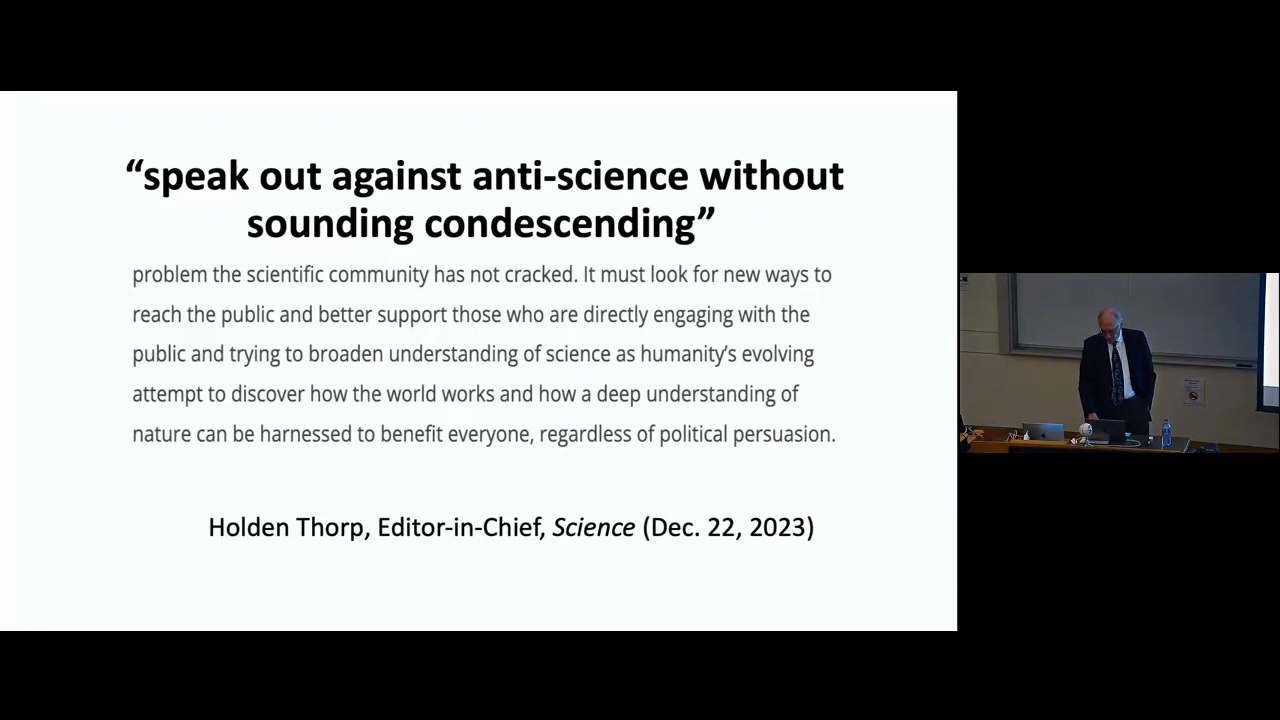 “speak out against anti-science without
sounding condescending”
problem the scientific community has not cracked. It must look for new ways to
reach the public and better support those who are directly engaging with the
public and trying to broaden understanding of science as humanity’s evolving
attempt to discover how the world works and how a deep understanding of
nature can be harnessed to benefit everyone, regardless of political persuasion.
Holden Thorp, Editor-in-Chief, Science (Dec. 22, 2023)